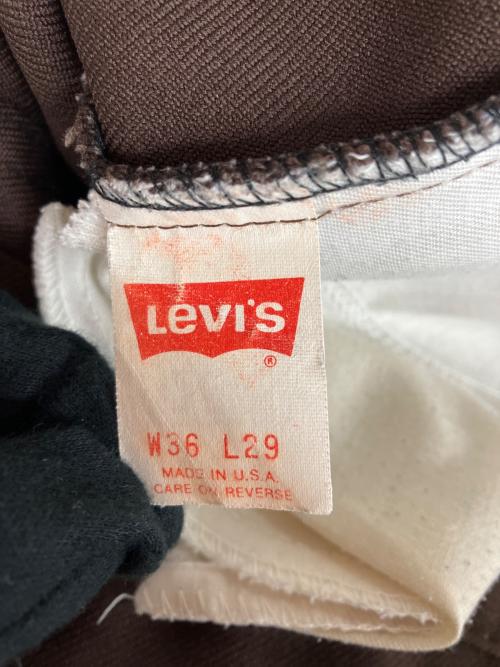 Levi's
®
W36 L29
MADE IN U.S.A.
CARE ON REVERSE